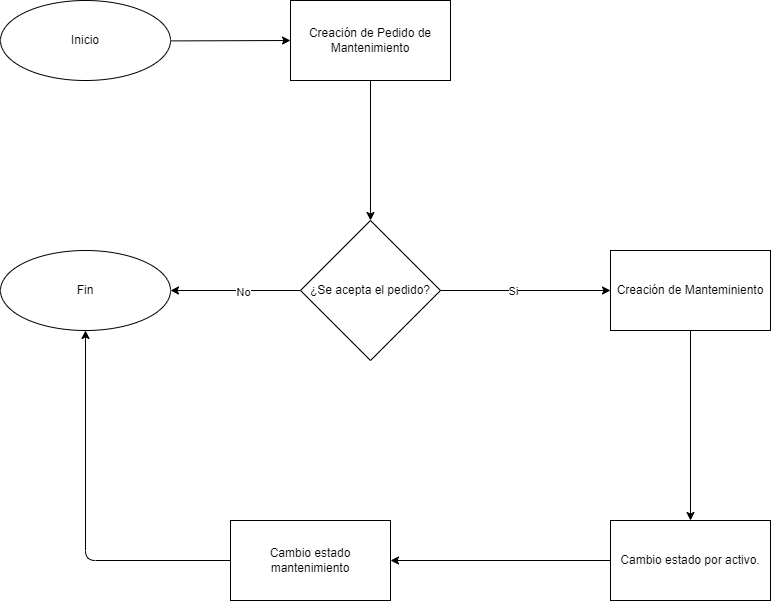 Inicio
Creación de Pedido de
Mantenimiento
Fin
No
¿Se acepta el pedido?
Si
Creación de Manteminiento
Cambio estado
mantenimiento
Cambio estado por activo.